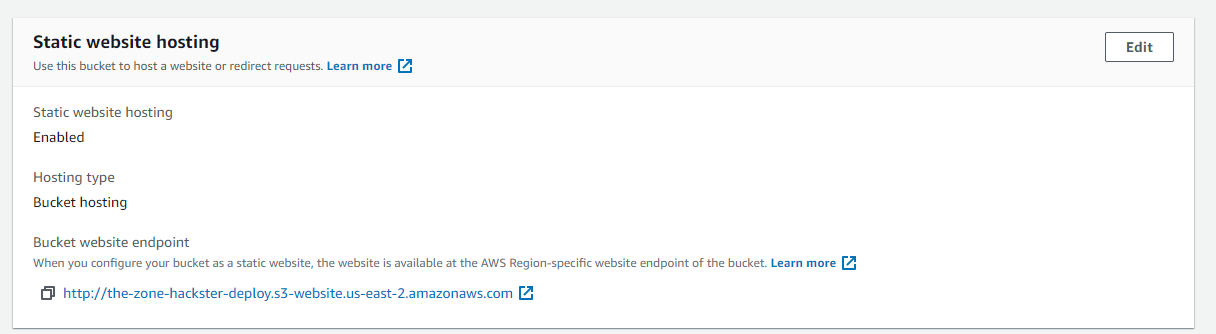 Static website hosting
Edit
Use this bucket to host a website or redirect requests. Learn more
Static website hosting
Enabled
Hosting type
Bucket hosting
Bucket website endpoint
When you configure your bucket as a static website, the website is available at the AWS Region-specific website endpoint of the bucket. Learn more
http://the-zone-hackster-deploy.s3-website.us-east-2.amazonaws.com